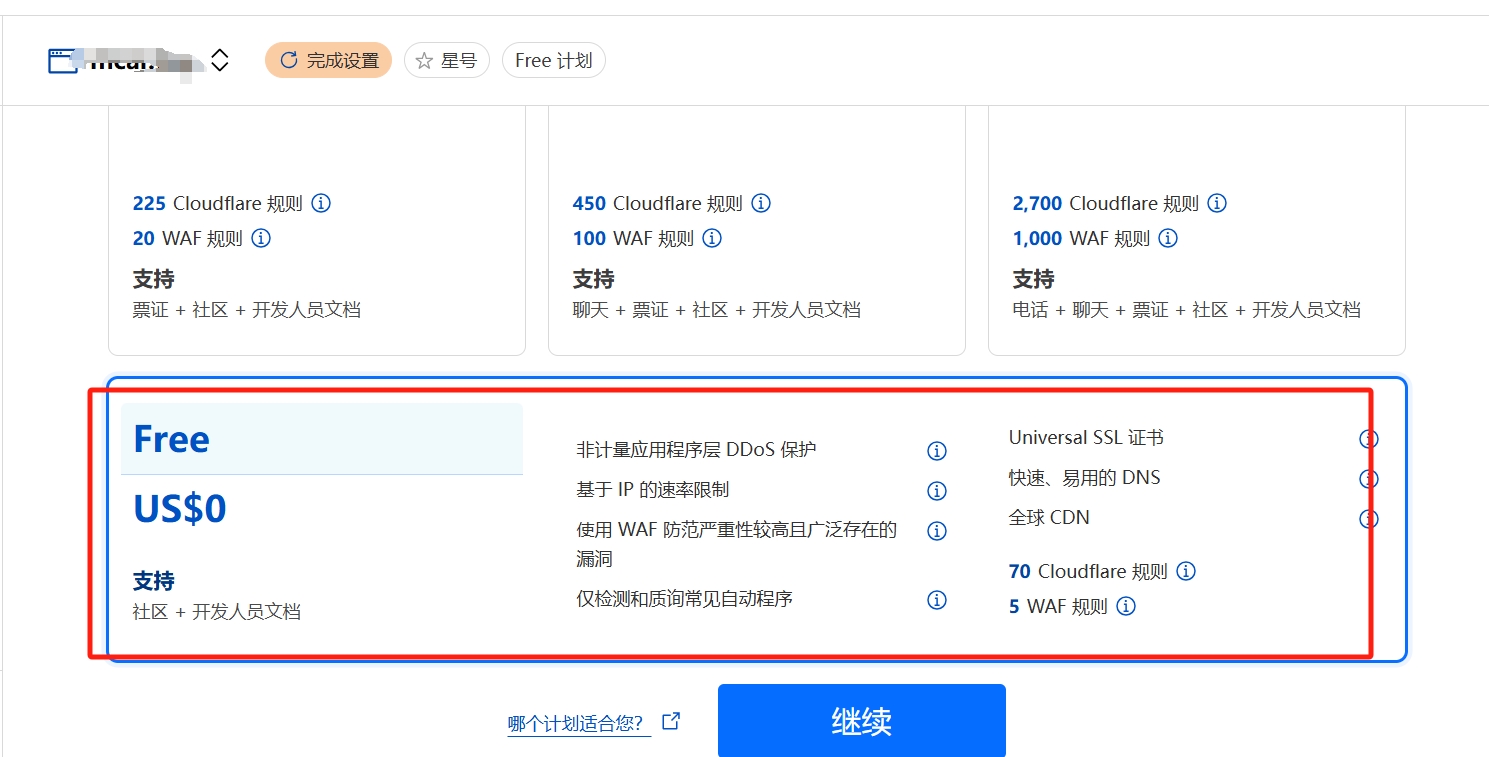 完成设置
星号
Free 计划
225 Cloudflare 规则
20 WAF 规则
支持
票证 + 社区 + 开发人员文档
450 Cloudflare 规则
100 WAF 规则
支持
聊天 + 票证 + 社区 + 开发人员文档
2,700 Cloudflare 规则
1,000 WAF 规则
支持
电话 + 聊天 + 票证 + 社区 + 开发人员文档
Free
US$0
支持
社区 + 开发人员文档
非计量应用程序层 DDoS 保护
基于 IP 的速率限制
使用 WAF 防范严重性较高且广泛存在的
漏洞
仅检测和质询常见自动程序
Universal SSL 证书
快速、易用的 DNS
全球 CDN
70 Cloudflare 规则
5 WAF 规则
哪个计划适合您？
继续